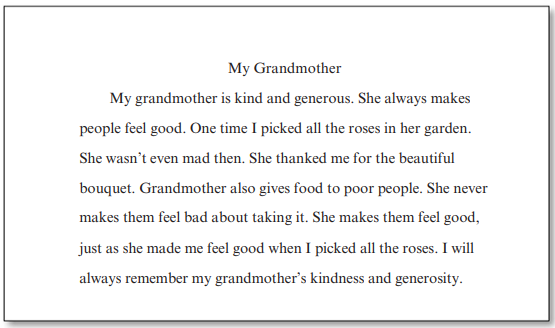 My Grandmother
My grandmother is kind and generous. She always makes
people feel good. One time I picked all the roses in her garden.
She wasn’t even mad then. She thanked me for the beautiful
bouquet. Grandmother also gives food to poor people. She never
makes them feel bad about taking it. She makes them feel good,
just as she made me feel good when I picked all the roses. I will
always remember my grandmother’s kindness and generosity.